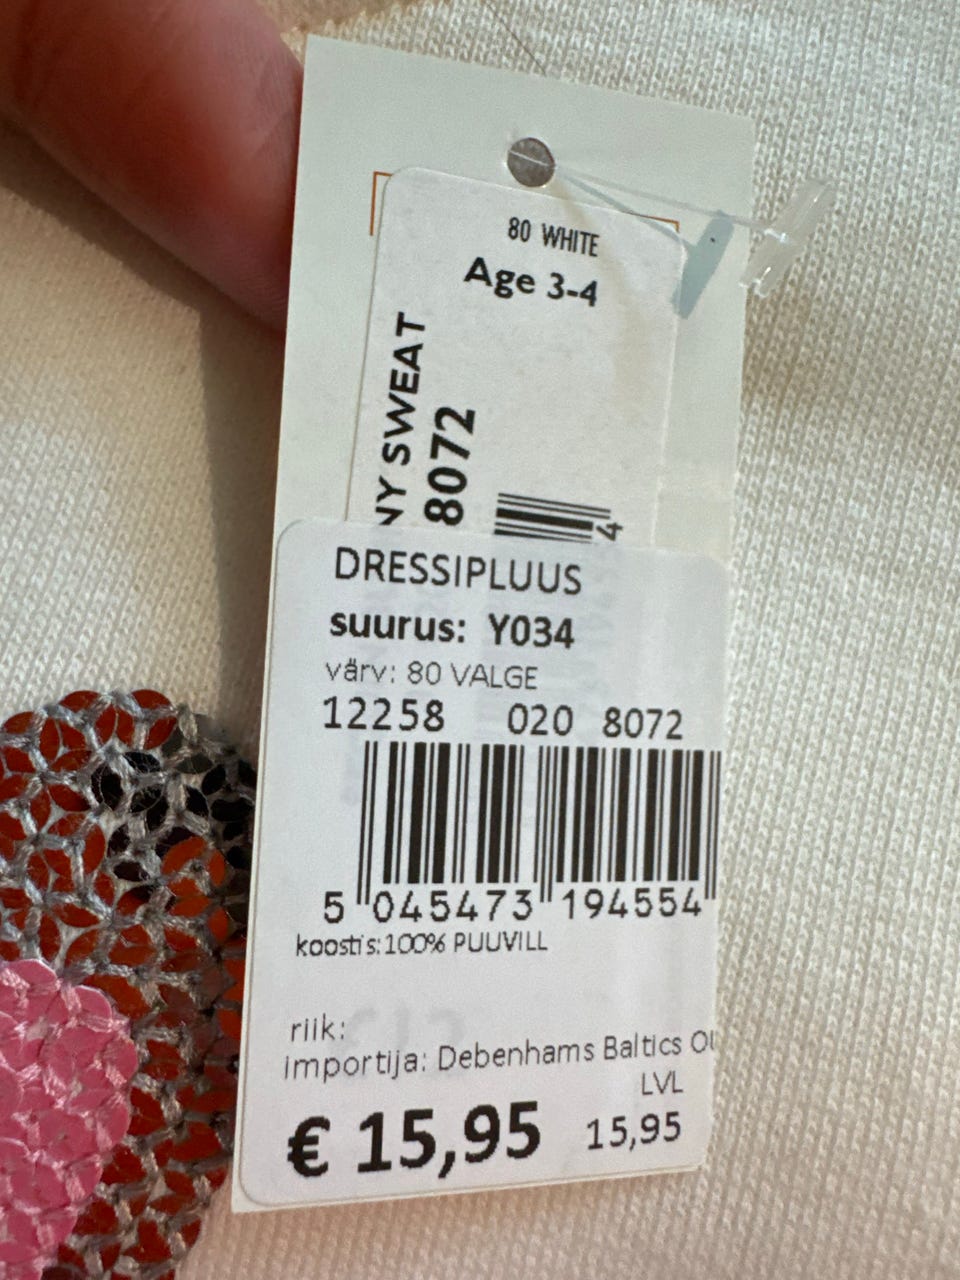 80 WHITE
Age 3-4
NY SWEAT
8072
4
DRESSIPLUUS
suurus: Y034
värv: 80 VALGE
12258 020 8072
5 045473 194554
koostis:100% PUUVILL
riik:
importija: Debenhams Baltics
LVL
€ 15,95 15,95